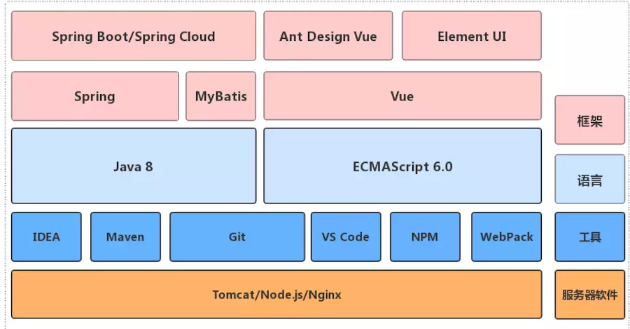 Spring Boot/Spring Cloud
Ant Design Vue
Element UI
Spring
MyBatis
Vue
框架
Java 8
ECMAScript 6.0
语言
IDEA
Maven
Git
VS Code
NPM
WebPack
工具
Tomcat/Node.js/Nginx
服务器软件